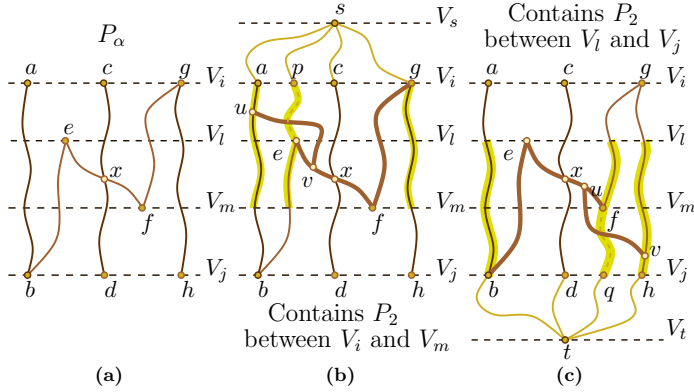 P_α
a c g V_i
e
V_l
x
V_m
f
V_j
b d h
(a)
s V_s
a p c g V_i
u
V_l
e
v x
V_m
f
V_j
b d h
Contains P_2
between V_i and V_m
(b)
Contains P_2
between V_l and V_j
a c g V_i
e V_l
x
u
V_m
f
v
V_j
b d q h
V_t
t
(c)